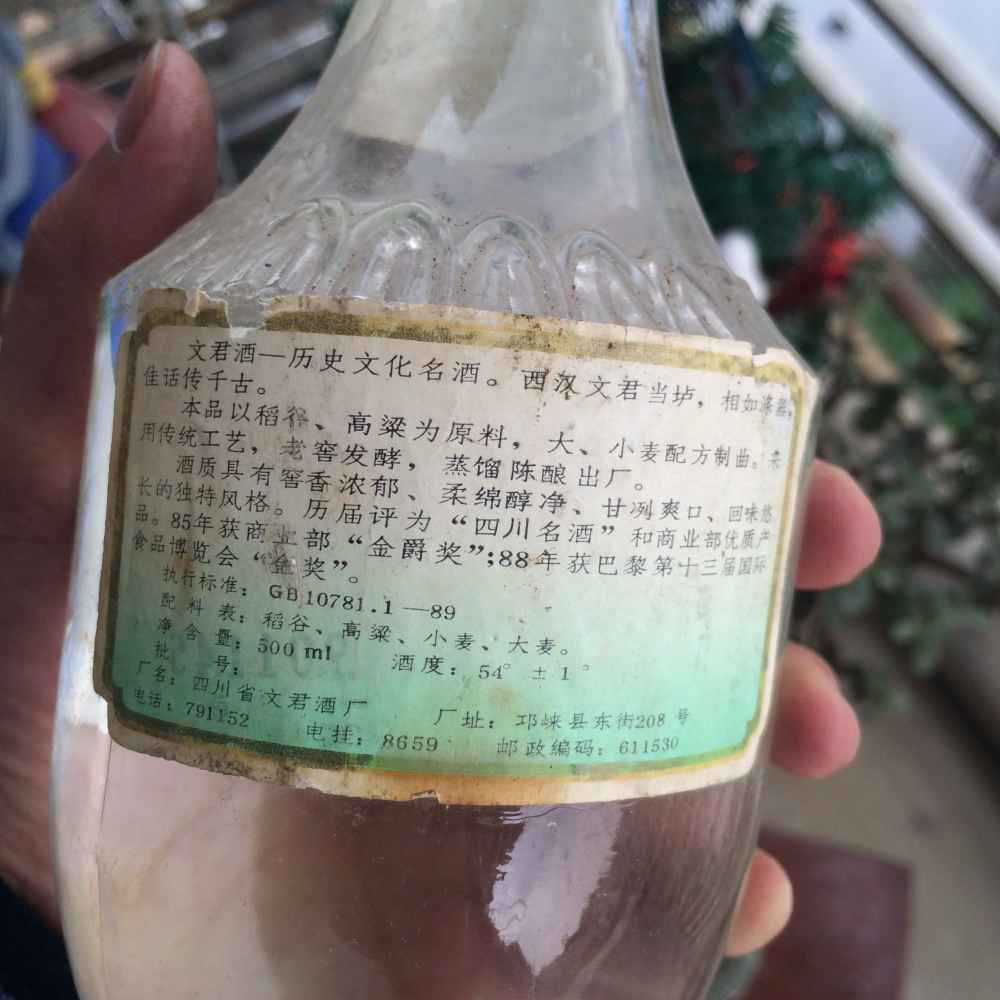 文君酒—历史文化名酒。西汉文君当垆,相如涤器,
佳话传千古。
本品以稻谷、高粱为原料,大、小麦配方制曲。采
用传统工艺,老窖发酵,蒸馏陈酿出厂。
酒质具有窖香浓郁、柔绵醇净、甘冽爽口、回味悠
长的独特风格。历届评为“四川名酒”和商业部优质产
品。85年获商业部“金爵奖”;88年获巴黎第十三届国际
食品博览会“金奖”。
执行标准:GB10781.1—89
配料表:稻谷、高粱、小麦、大麦。
净含量:500 ml 酒度:54°±1°
批号:
厂名:四川省文君酒厂 厂址:邛崃县东街208号
电话:791152 电挂:8659 邮政编码:611530